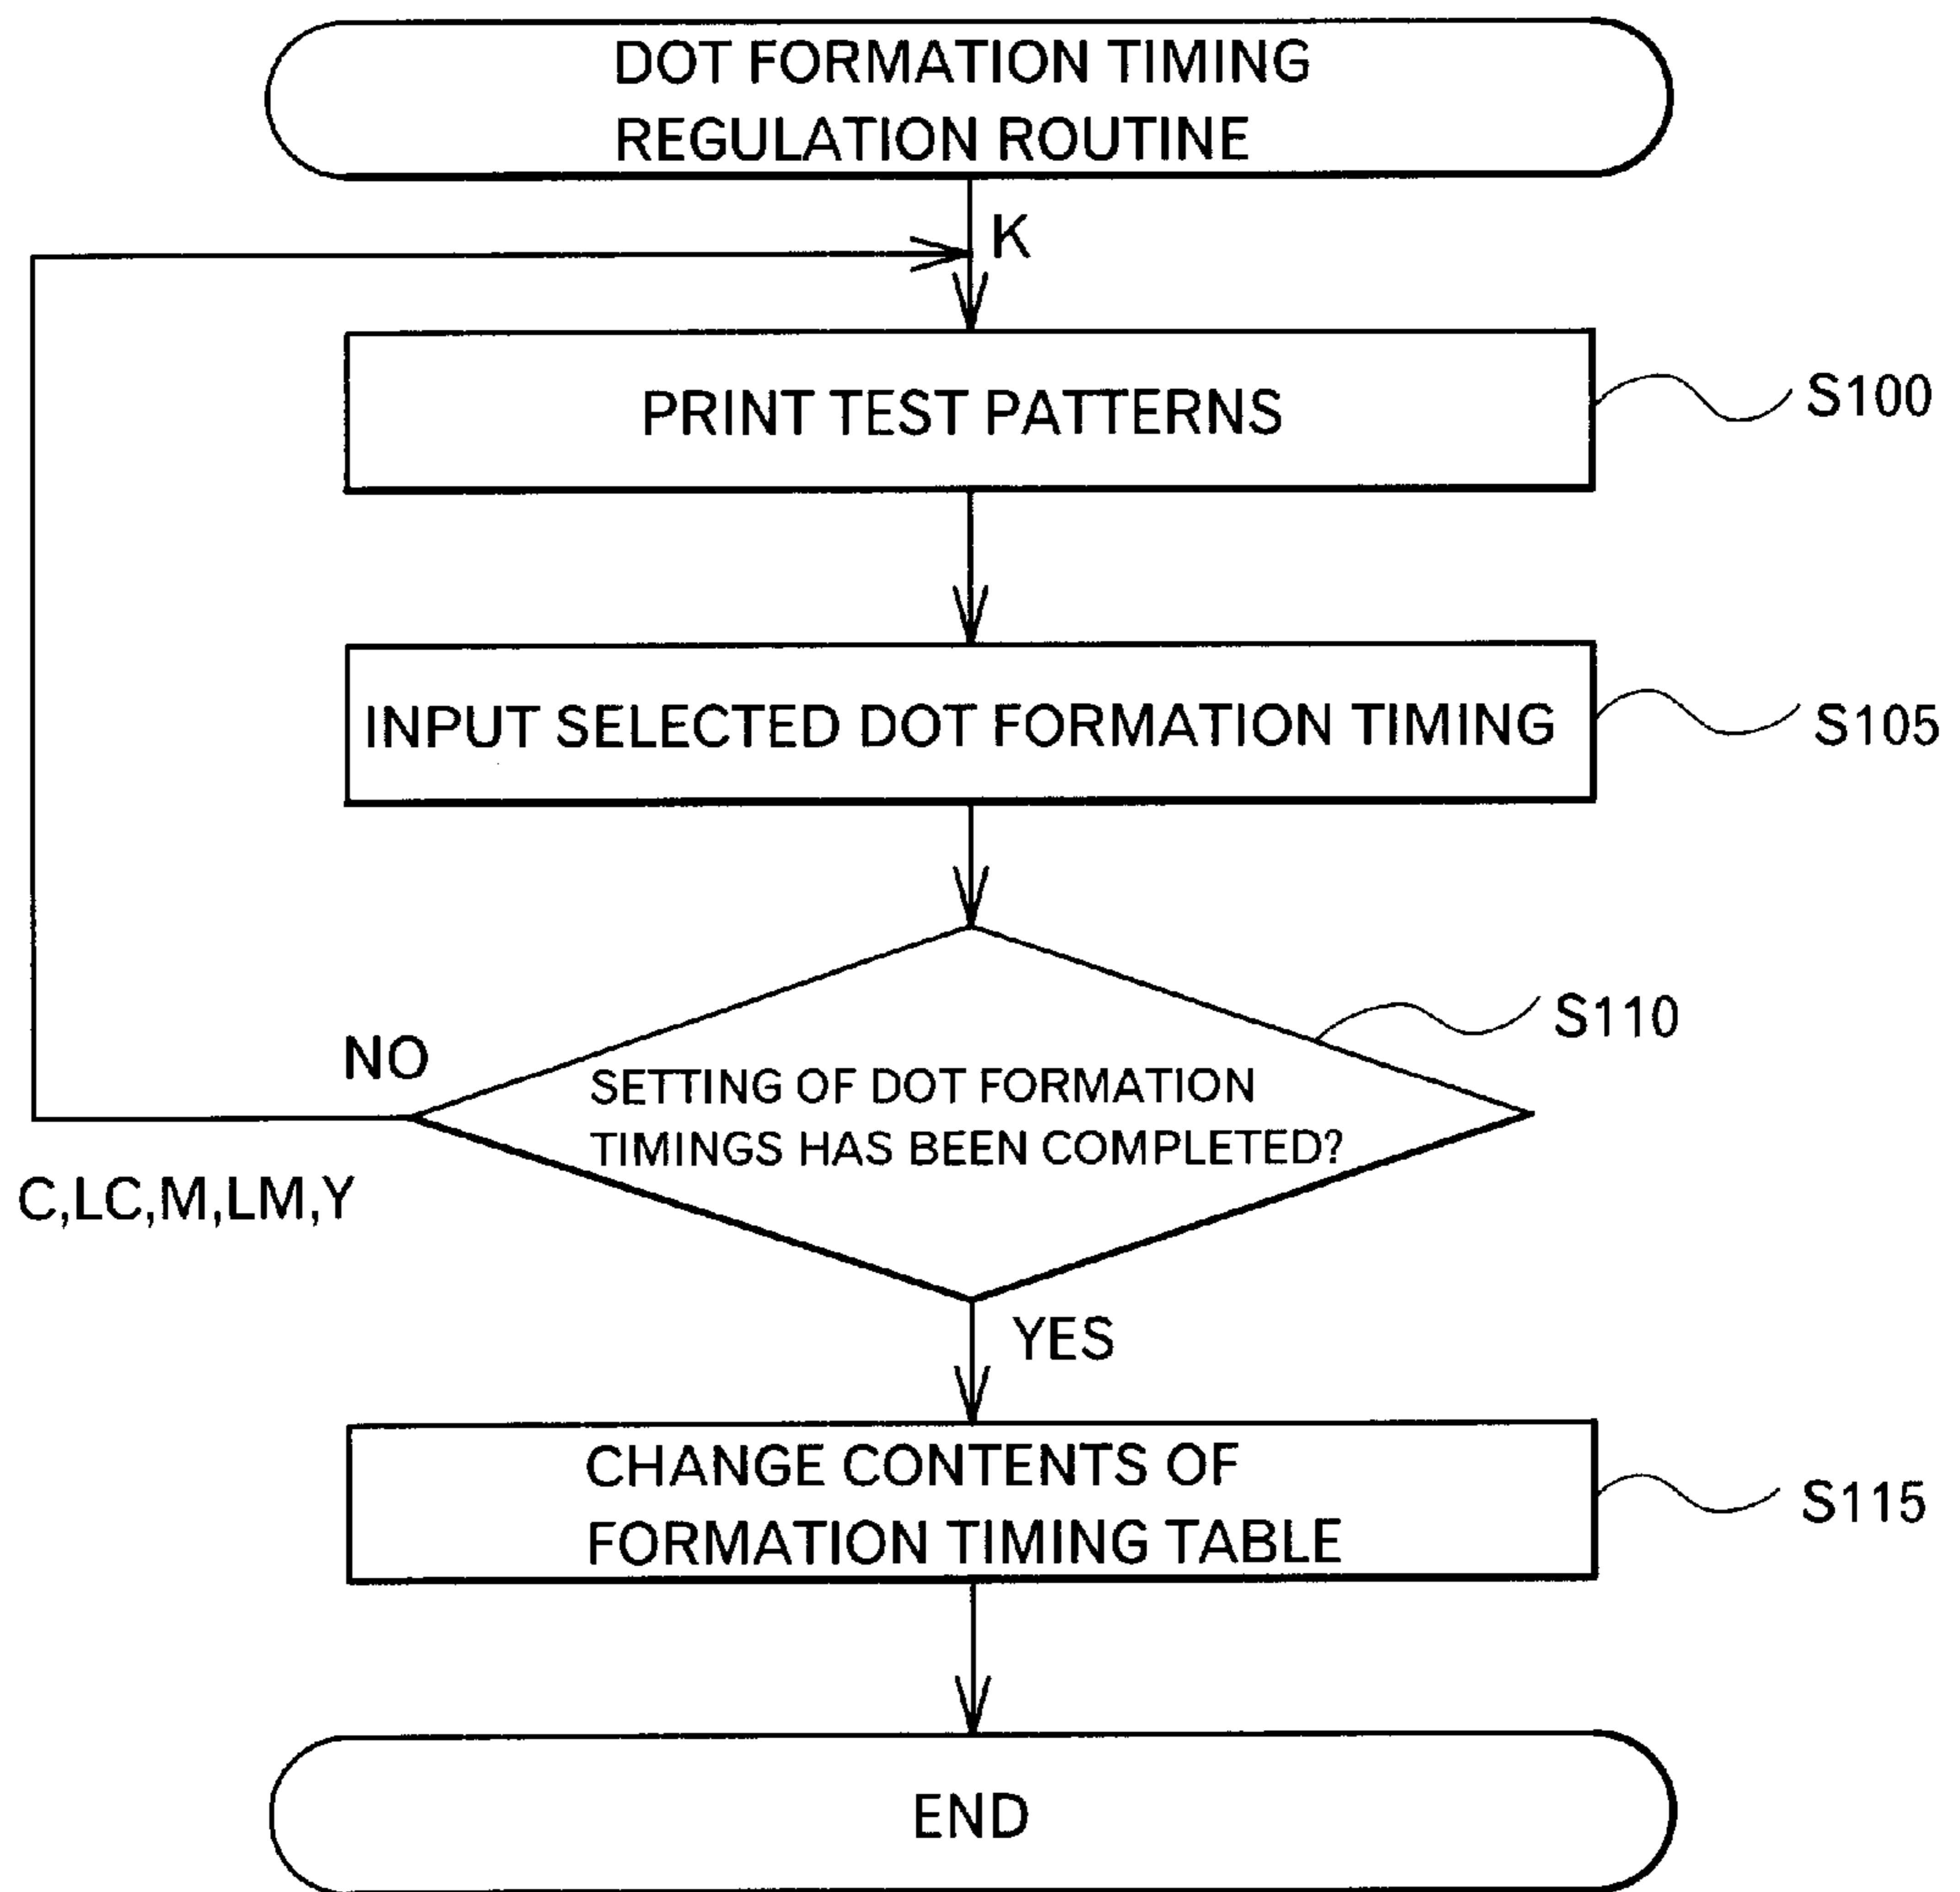 DOT FORMATION TIMING
REGULATION ROUTINE
K
PRINT TEST PATTERNS
S100
INPUT SELECTED DOT FORMATION TIMING
S105
S110
NO
SETTING OF DOT FORMATION
TIMINGS HAS BEEN COMPLETED?
C,LC,M,LM,Y
YES
CHANGE CONTENTS OF
FORMATION TIMING TABLE
S115
END